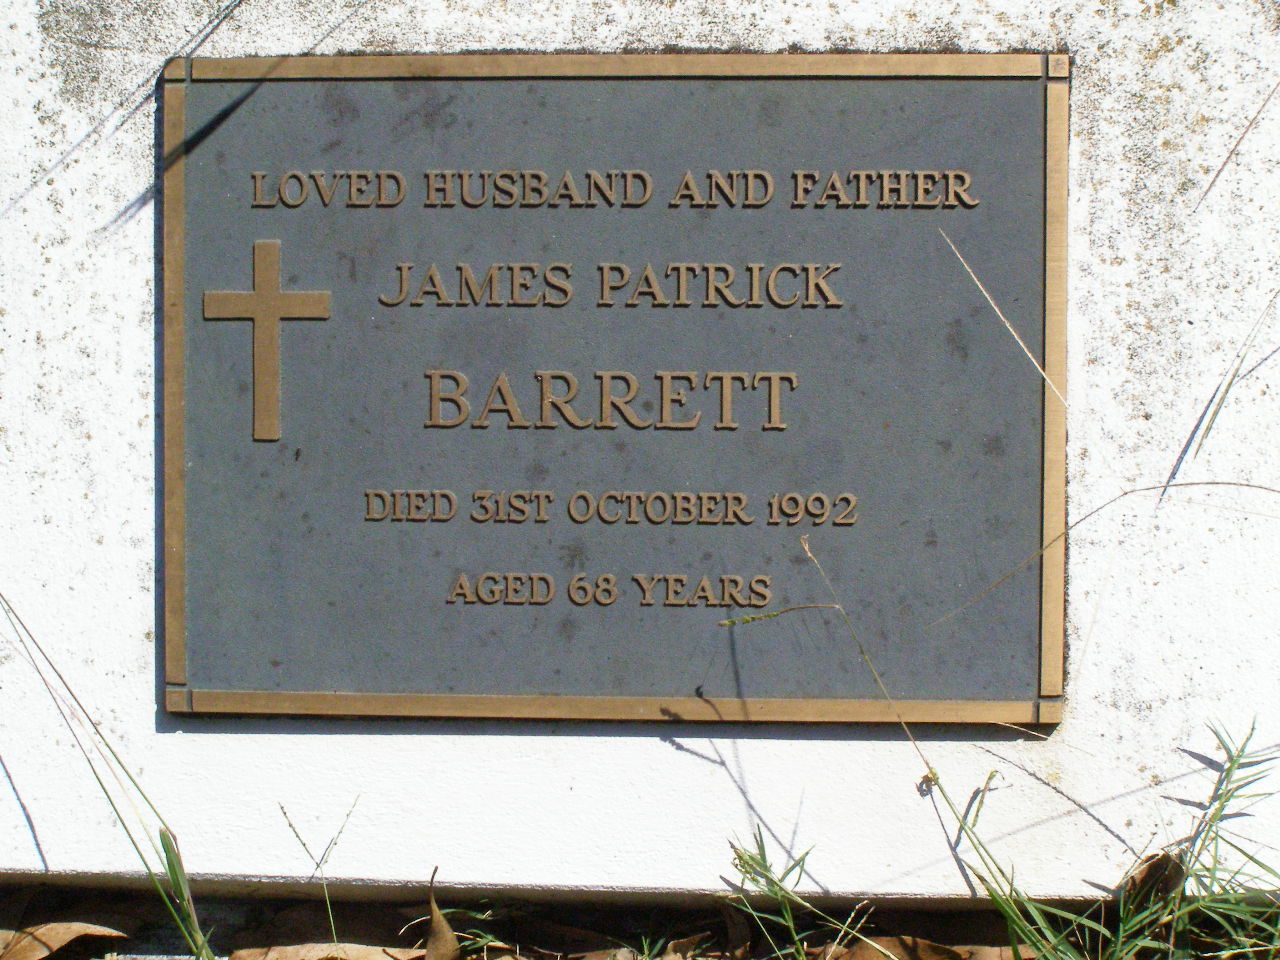 LOVED HUSBAND AND FATHER
JAMES PATRICK
BARRETT
DIED 31ST OCTOBER 1992
AGED 68 YEARS